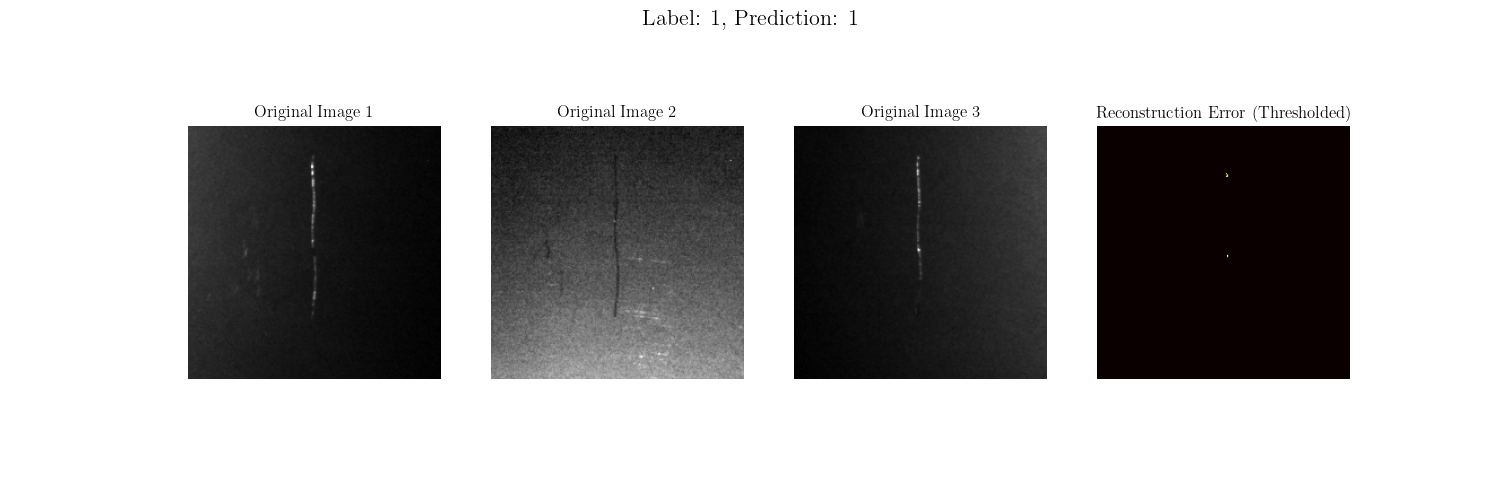 Label: 1, Prediction: 1
Original Image 1
Original Image 2
Original Image 3
Reconstruction Error (Thresholded)